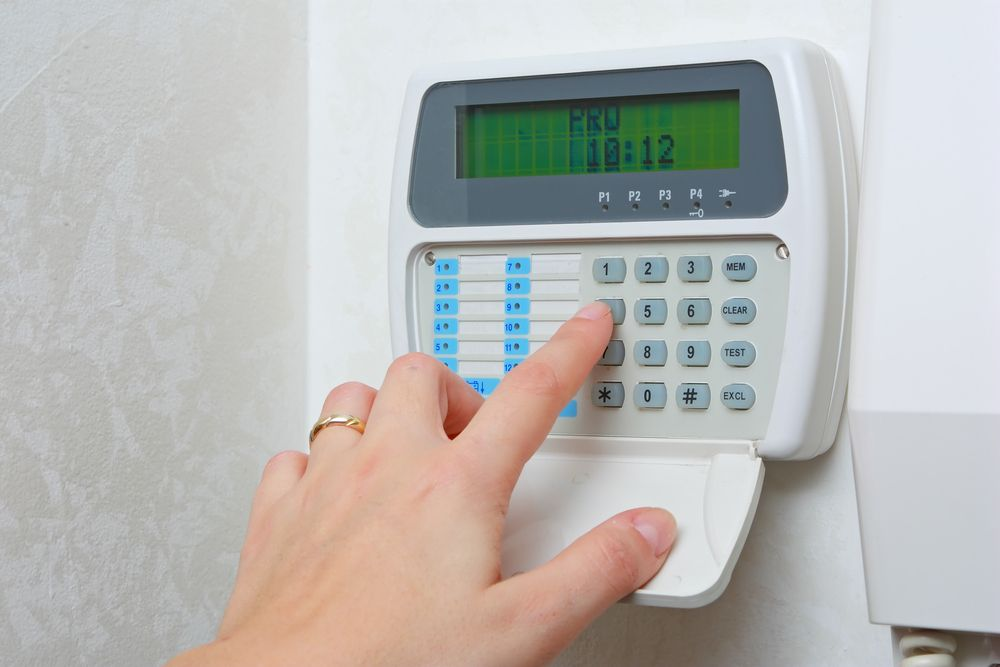 PRO
10:12
P1 P2 P3 P4
1 7 1 2 3 MEM
2 8
3 9 5 6 CLEAR
4 10
5 11 7 8 9 TEST
12
* 0 # EXCL